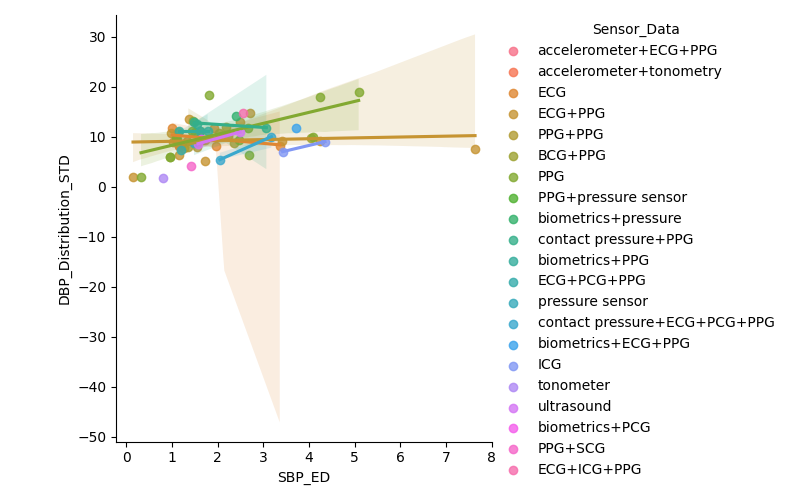 Sensor_Data
accelerometer+ECG+PPG
accelerometer+tonometry
ECG
ECG+PPG
PPG+PPG
BCG+PPG
PPG
PPG+pressure sensor
biometrics+pressure
contact pressure+PPG
biometrics+PPG
ECG+PCG+PPG
pressure sensor
contact pressure+ECG+PCG+PPG
biometrics+ECG+PPG
ICG
tonometer
ultrasound
biometrics+PCG
PPG+SCG
ECG+ICG+PPG
DBP_Distribution_STD
30
20
10
0
−10
−20
−30
−40
−50
0 1 2 3 4 5 6 7 8
SBP_ED